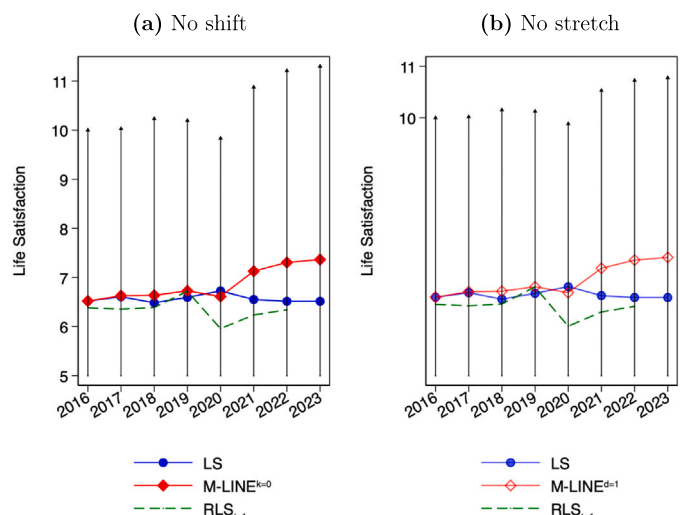 (a) No shift
(b) No stretch
Life Satisfaction
11
10
9
8
7
6
5
2016 2017 2018 2019 2020 2021 2022 2023
LS
M-LINEk=0
Life Satisfaction
11
10
2016 2017 2018 2019 2020 2021 2022 2023
LS
M-LINEd=1
RLS
RLS